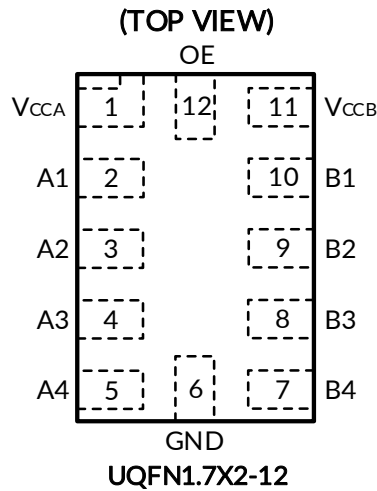 (TOP VIEW)
OE
VCCA 1 12 11 VCCB
A1 2 10 B1
A2 3 9 B2
A3 4 8 B3
A4 5 6 7 B4
GND
UQFN1.7X2-12